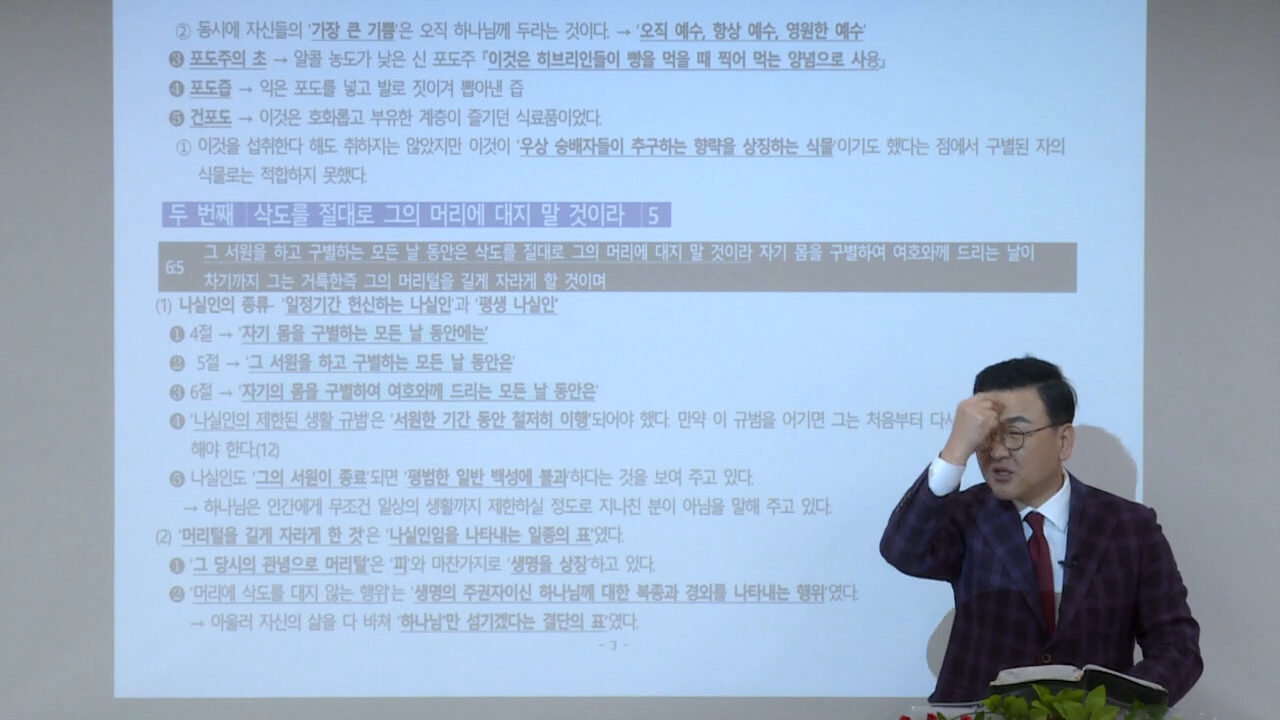 ② 동시에 자신들의 '가장 큰 기쁨'은 오직 하나님께 두라는 것이다. → '오직 예수, 항상 예수, 영원한 예수'
❸ 포도주의 초 → 알콜 농도가 낮은 신 포도주 『이것은 히브리인들이 빵을 먹을 때 찍어 먹는 양념으로 사용』
❹ 포도즙 → 익은 포도를 넣고 발로 짓이겨 뽑아낸 즙
❺ 건포도 → 이것은 호화롭고 부유한 계층이 즐기던 식료품이었다.
① 이것을 섭취한다 해도 취하지는 않았지만 이것이 '우상 숭배자들이 추구하는 향락을 상징하는 식물'이기도 했다는 점에서 구별된 자의
식물로는 적합하지 못했다.
두 번째 삭도를 절대로 그의 머리에 대지 말 것이라 5
6:5 그 서원을 하고 구별하는 모든 날 동안은 삭도를 절대로 그의 머리에 대지 말 것이라 자기 몸을 구별하여 여호와께 드리는 날이
차기까지 그는 거룩한즉 그의 머리털을 길게 자라게 할 것이며
(1) 나실인의 종류- '일정기간 헌신하는 나실인'과 '평생 나실인'
❶ 4절 → '자기 몸을 구별하는 모든 날 동안에는'
❷ 5절 → '그 서원을 하고 구별하는 모든 날 동안은'
❸ 6절 → '자기의 몸을 구별하여 여호와께 드리는 모든 날 동안은'
❹ '나실인의 제한된 생활 규범'은 '서원한 기간 동안 철저히 이행'되어야 했다. 만약 이 규범을 어기면 그는 처음부터 다시
해야 한다.(12)
❺ 나실인도 '그의 서원이 종료'되면 '평범한 일반 백성에 불과'하다는 것을 보여 주고 있다.
→ 하나님은 인간에게 무조건 일상의 생활까지 제한하실 정도로 지나친 분이 아님을 말해 주고 있다.
(2) '머리털을 길게 자라게 한 것'은 '나실인임을 나타내는 일종의 표'였다.
❶ '그 당시의 관념으로 머리털'은 '피'와 마찬가지로 '생명을 상징'하고 있다.
❷ '머리에 삭도를 대지 않는 행위'는 '생명의 주권자이신 하나님께 대한 복종과 경외를 나타내는 행위'였다.
→ 아울러 자신의 삶을 다 바쳐 '하나님'만 섬기겠다는 결단의 표'였다.
- 3 -